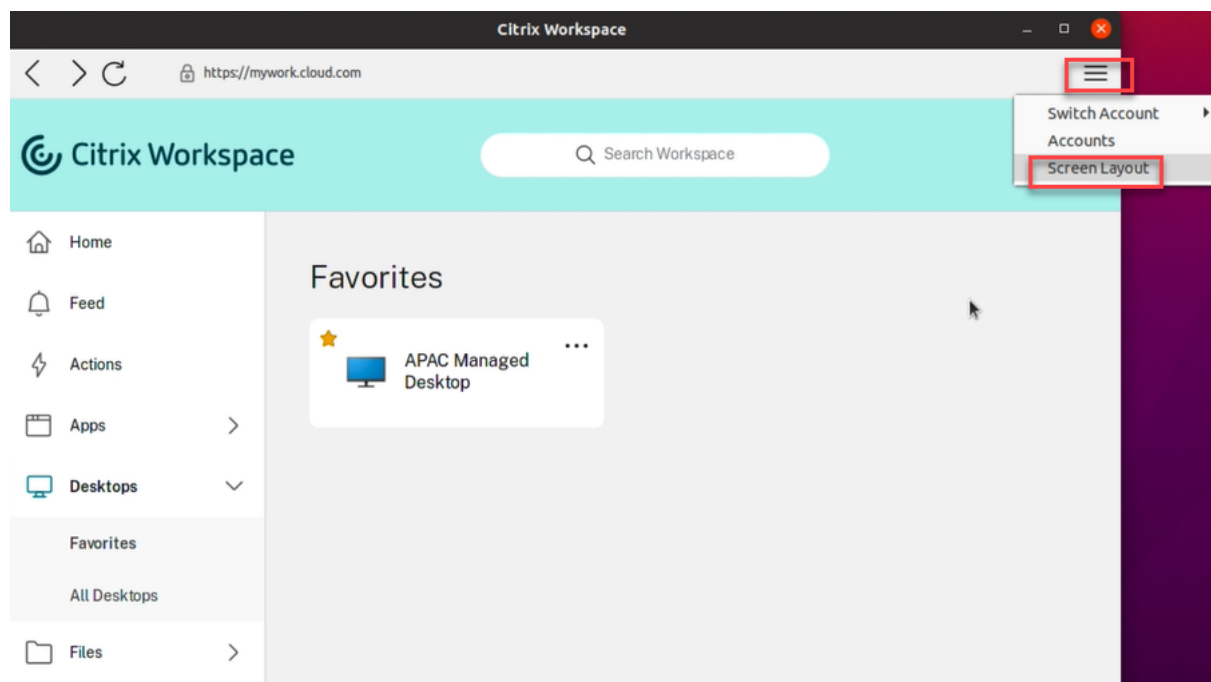 Citrix Workspace
https://mywork.cloud.com
Switch Account
Accounts
Screen Layout
Citrix Workspace
Search Workspace
Home
Feed
Actions
Apps
Desktops
Favorites
All Desktops
Files
Favorites
APAC Managed
Desktop